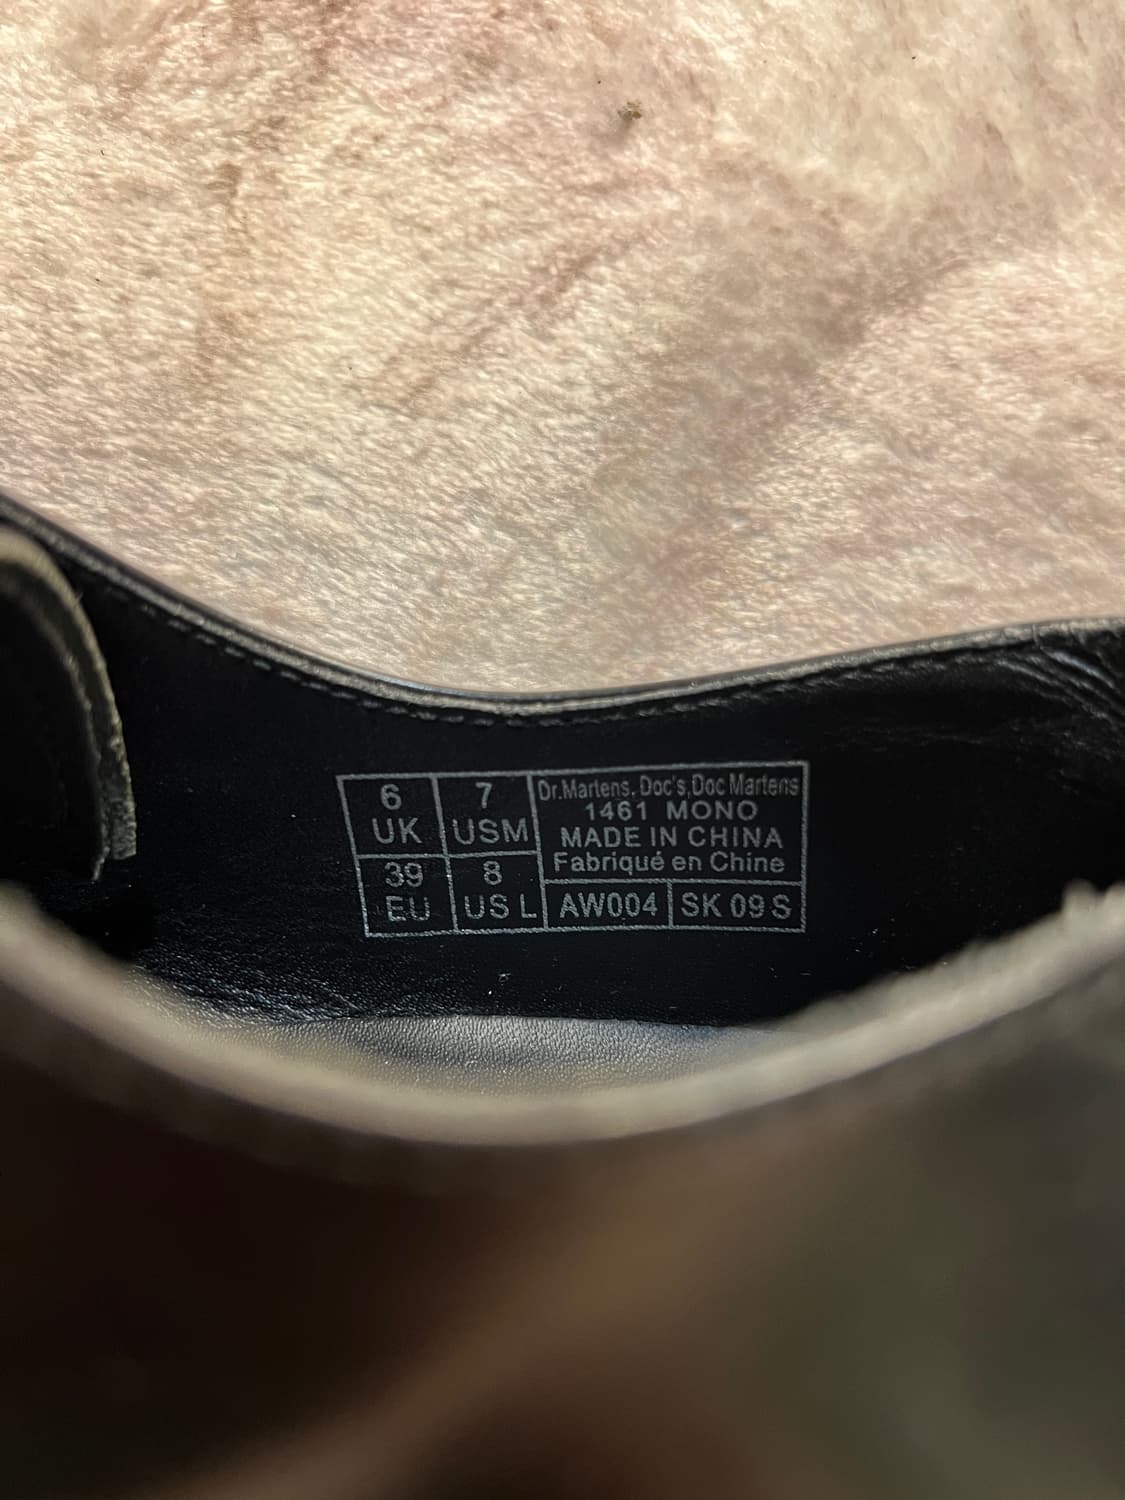 6
UK
7
USM
39
EU
8
US L
Dr.Martens. Doc's,Doc Martens
1461 MONO
MADE IN CHINA
Fabriqué en Chine
AW004
SK 09 S